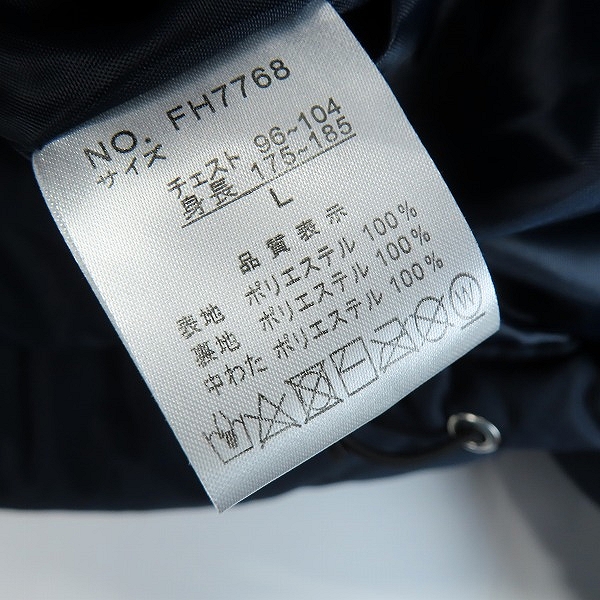 NO. FH7768
サイズ
チェスト 96~104
身長 175~185
L
品質表示
表地 ポリエステル 100%
裏地 ポリエステル 100%
中わた ポリエステル 100%
W